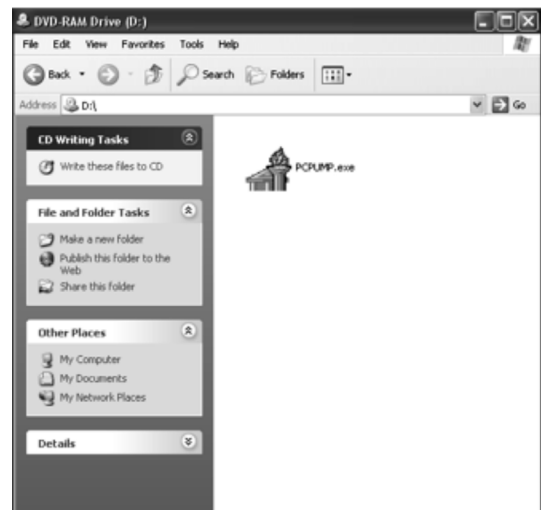 DVD-RAM Drive (D:)
File Edit View Favorites Tools Help
Back Search Folders
Address D:\ Go
CD Writing Tasks
Write these files to CD
PCPUMP.exe
File and Folder Tasks
Make a new folder
Publish this folder to the
Web
Share this folder
Other Places
My Computer
My Documents
My Network Places
Details